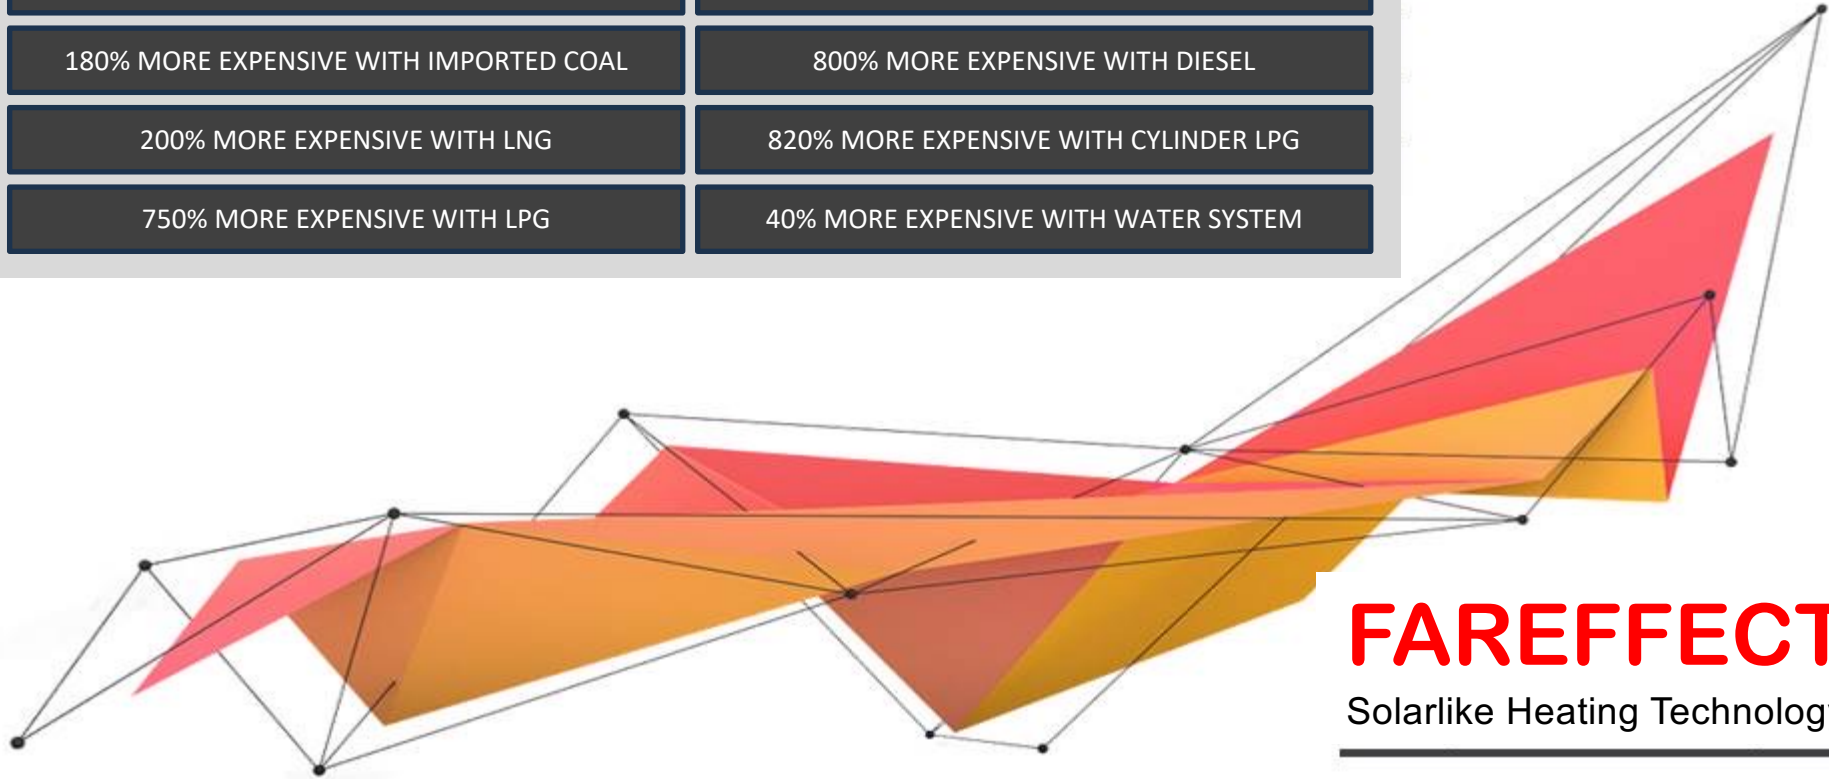 180% MORE EXPENSIVE WITH IMPORTED COAL
800% MORE EXPENSIVE WITH DIESEL
200% MORE EXPENSIVE WITH LNG
820% MORE EXPENSIVE WITH CYLINDER LPG
750% MORE EXPENSIVE WITH LPG
40% MORE EXPENSIVE WITH WATER SYSTEM
FAREFFECT
Solarlike Heating Technology